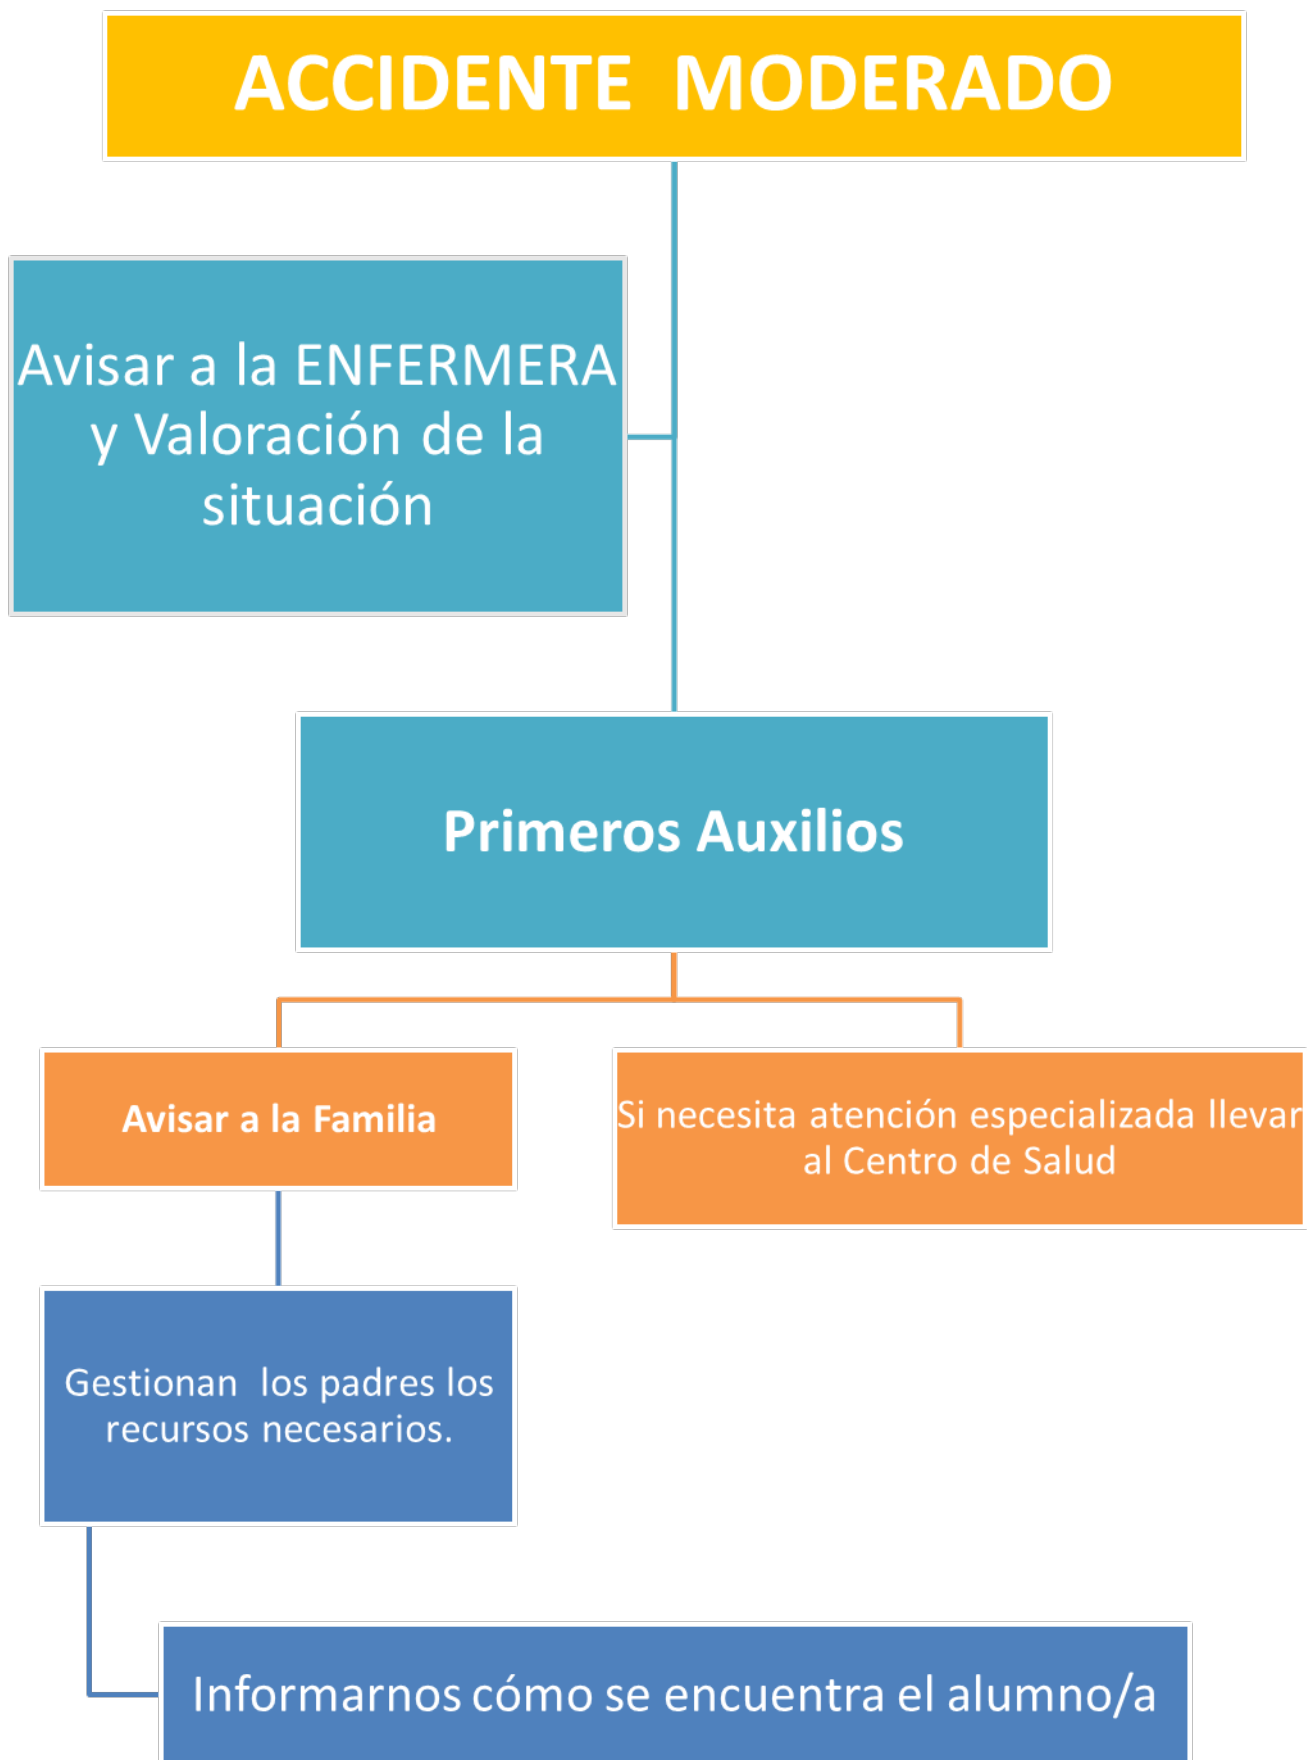 ACCIDENTE MODERADO
Avisar a la ENFERMERA
y Valoración de la
situación
Primeros Auxilios
Avisar a la Familia
Si necesita atención especializada llevar
al Centro de Salud
Gestionan los padres los
recursos necesarios.
Informarnos cómo se encuentra el alumno/a